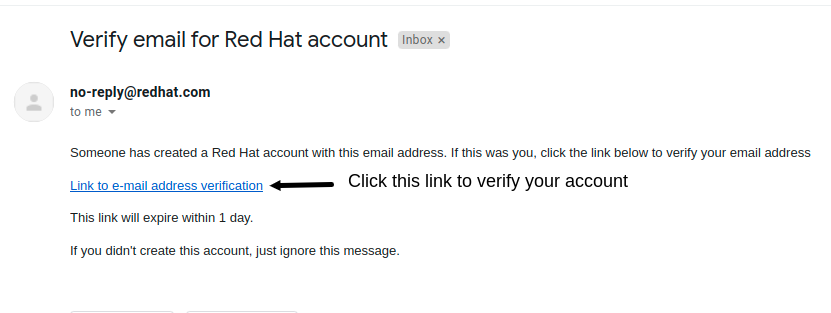 Verify email for Red Hat account Inbox ×
no-reply@redhat.com
to me
Someone has created a Red Hat account with this email address. If this was you, click the link below to verify your email address
Link to e-mail address verification Click this link to verify your account
This link will expire within 1 day.
If you didn't create this account, just ignore this message.